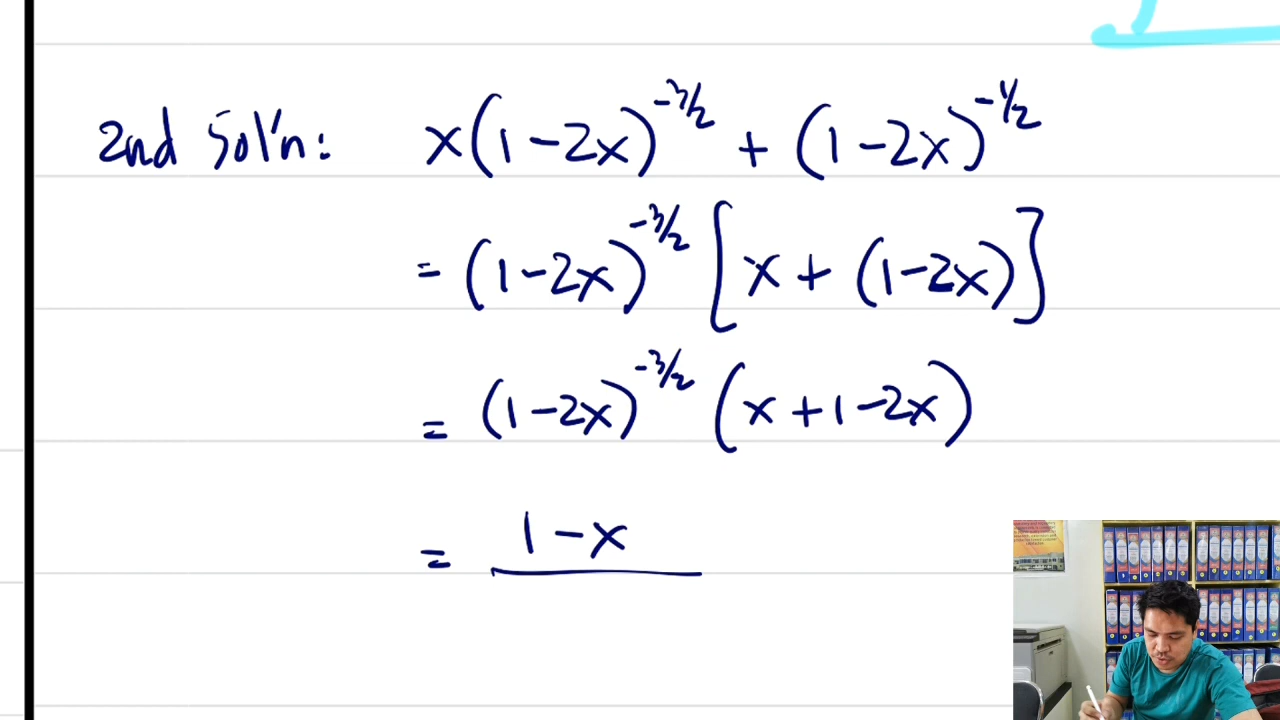 2nd Sol'n: x(1-2x)^{-3/2} + (1-2x)^{-1/2}
= (1-2x)^{-3/2} [x + (1-2x)]
= (1-2x)^{-3/2} (x+1-2x)
= 1-x